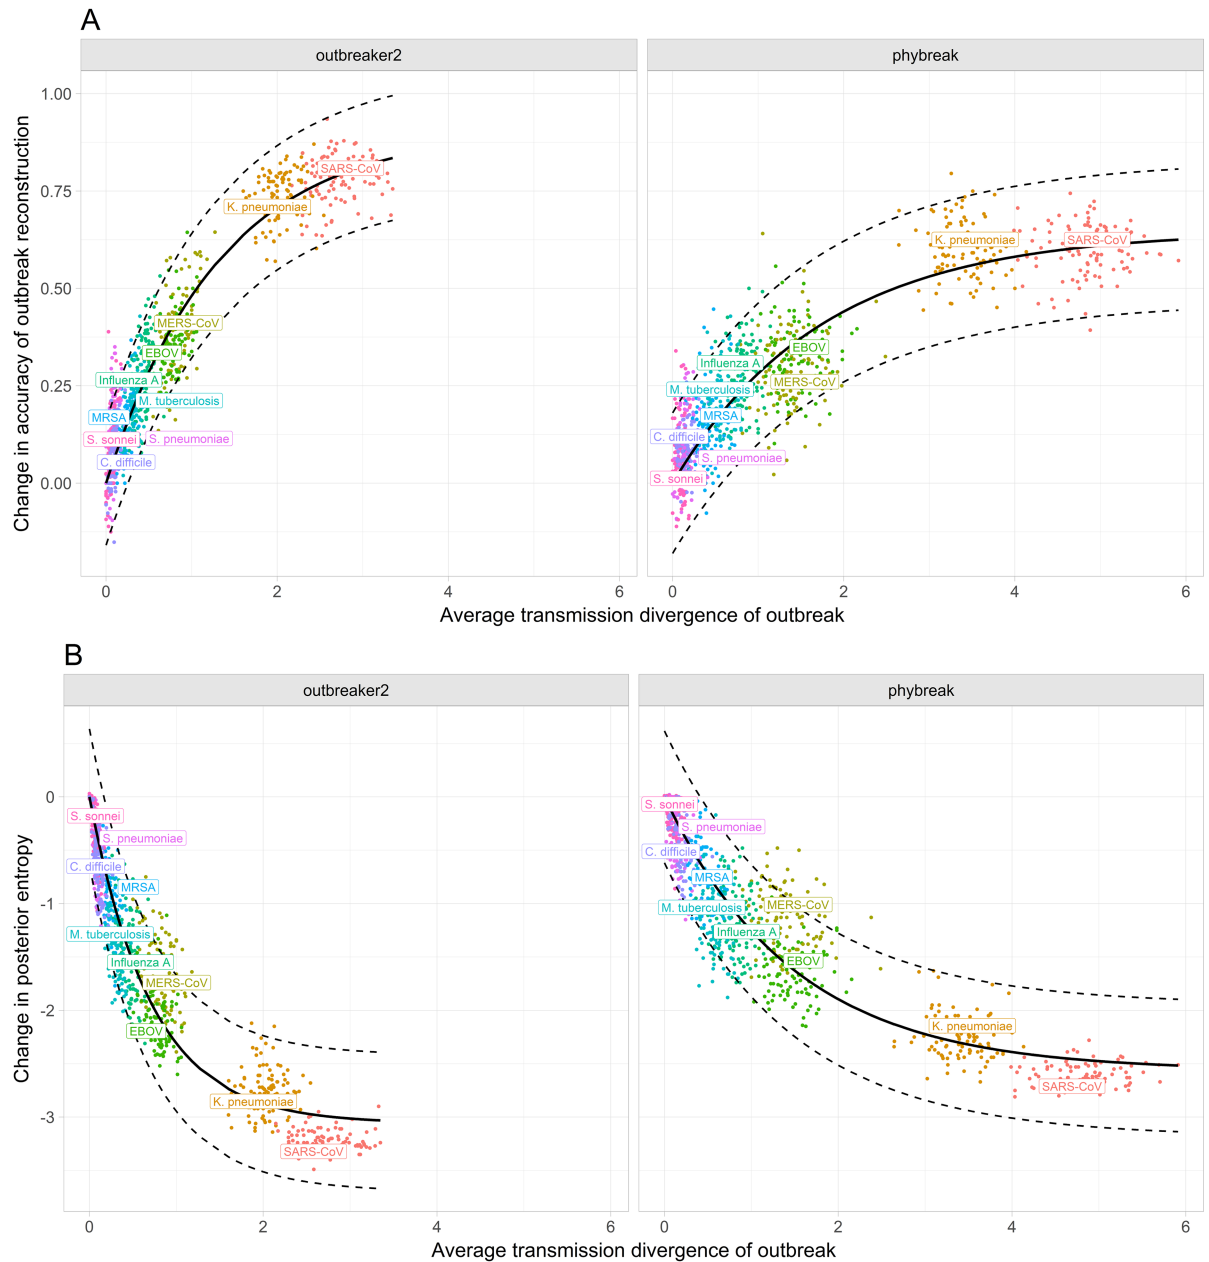 A
outbreaker2
phybreak
Change in accuracy of outbreak reconstruction
1.00
0.75
0.50
0.25
0.00
SARS-CoV
K. pneumoniae
MERS-CoV
EBOV
Influenza A
M. tuberculosis
MRSA
S. sonnei
S. pneumoniae
C. difficile
K. pneumoniae
SARS-CoV
EBOV
Influenza A
MERS-CoV
M. tuberculosis
MRSA
C. difficile
S. pneumoniae
S. sonnei
0 2 4 6
0 2 4 6
Average transmission divergence of outbreak
B
outbreaker2
phybreak
Change in posterior entropy
0
-1
-2
-3
S. sonnei
S. pneumoniae
C. difficile
MRSA
M. tuberculosis
Influenza A
MERS-CoV
EBOV
K. pneumoniae
SARS-CoV
S. sonnei
S. pneumoniae
C. difficile
MRSA
MERS-CoV
M. tuberculosis
Influenza A
EBOV
K. pneumoniae
SARS-CoV
0 2 4 6
0 2 4 6
Average transmission divergence of outbreak